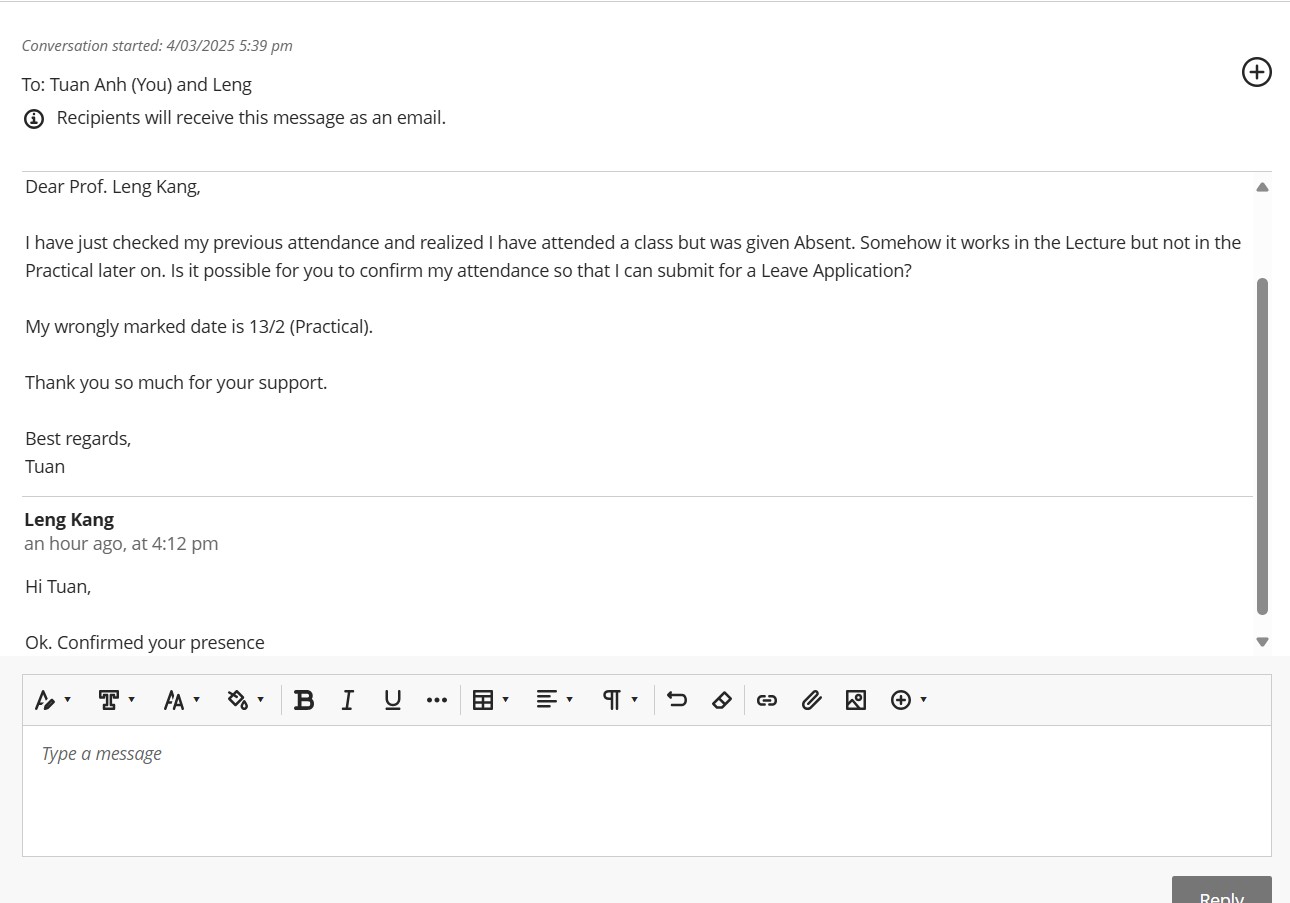 Conversation started: 4/03/2025 5:39 pm
To: Tuan Anh (You) and Leng
Recipients will receive this message as an email.
Dear Prof. Leng Kang,
I have just checked my previous attendance and realized I have attended a class but was given Absent. Somehow it works in the Lecture but not in the
Practical later on. Is it possible for you to confirm my attendance so that I can submit for a Leave Application?
My wrongly marked date is 13/2 (Practical).
Thank you so much for your support.
Best regards,
Tuan
Leng Kang
an hour ago, at 4:12 pm
Hi Tuan,
Ok. Confirmed your presence
Type a message
Reply